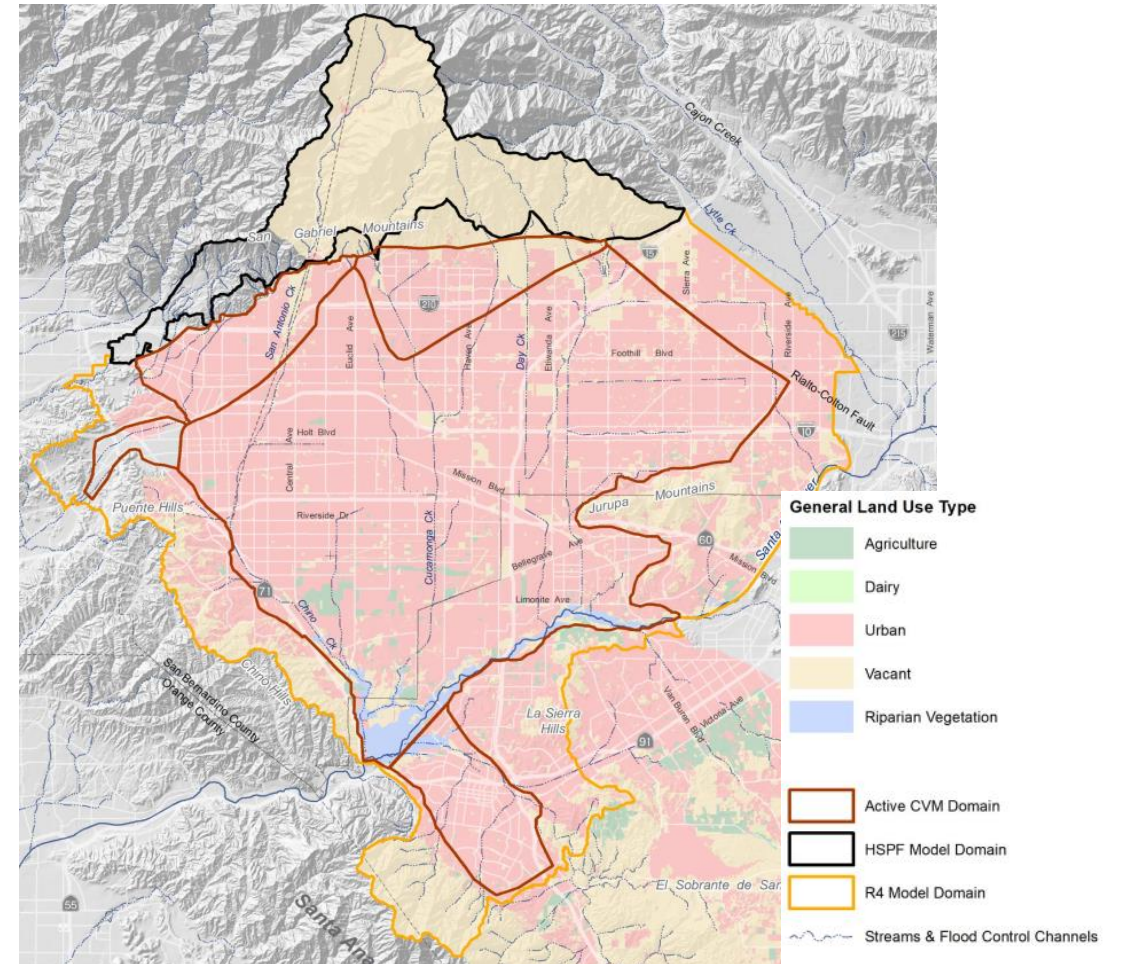 Cajon Creek
Lytle Ck
San Gabriel Mountains
15
Sierra Ave
Riverside Ave
215
Waterman Ave
210
San Antonio Ck
Euclid Ave
Haven Ave
Day Ck
Etiwanda Ave
Foothill Blvd
Rialto-Colton Fault
10
Holt Blvd
Central Ave
Mission Blvd
Puente Hills
Riverside Dr
Cucamonga Ck
Jurupa Mountains
60
Mission Blvd
Santa
er
Bellegrave Ave
Limonite Ave
71
Chino Ck
Chino Hills
San Bernardino County
Orange County
La Sierra
Hills
Van Buren Blvd
Victoria Ave
91
El Sobrante de San
55
Santa Ana
General Land Use Type
Agriculture
Dairy
Urban
Vacant
Riparian Vegetation
Active CVM Domain
HSPF Model Domain
R4 Model Domain
Streams & Flood Control Channels